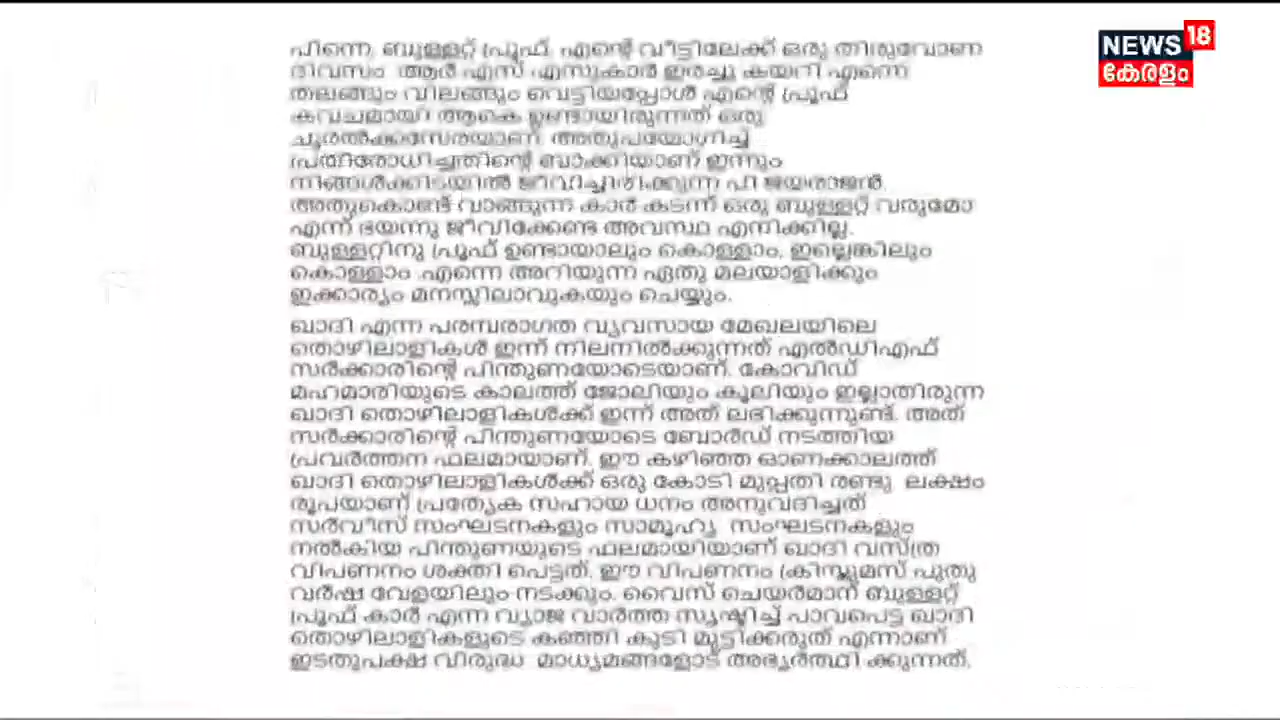 പിന്നെ, ബുള്ളറ്റ് പ്രൂഫ്. എന്റെ വീട്ടിലേക്ക് ഒരു തിരുവോണ
ദിവസം ആർ എസ് എസുകാർ ഇരച്ചു കയറി എന്നെ
തലങ്ങും വിലങ്ങും വെട്ടിയപ്പോൾ എന്റെ പ്രൂഫ്
കവചമായി ആകെ ഉണ്ടായിരുന്നത് ഒരു
ചൂരൽക്കസേരയാണ്. അതുപയോഗിച്ച്
പ്രതിരോധിച്ചതിന്റെ ബാക്കിയാണ് ഇന്നും
നിങ്ങൾക്കിടയിൽ ജീവിച്ചിരിക്കുന്ന പി ജയരാജൻ.
അതുകൊണ്ട് വാങ്ങുന്ന കാർ കടന്ന് ഒരു ബുള്ളറ്റ് വരുമോ
എന്ന് ഭയന്നു ജീവിക്കേണ്ട അവസ്ഥ എനിക്കില്ല.
ബുള്ളറ്റിനു പ്രൂഫ് ഉണ്ടായാലും കൊള്ളാം, ഇല്ലെങ്കിലും
കൊള്ളാം .എന്നെ അറിയുന്ന ഏതു മലയാളിക്കും
ഇക്കാര്യം മനസ്സിലാവുകയും ചെയ്യും.
ഖാദി എന്ന പരമ്പരാഗത വ്യവസായ മേഖലയിലെ
തൊഴിലാളികൾ ഇന്ന് നിലനിൽക്കുന്നത് എൽഡിഎഫ്
സർക്കാരിന്റെ പിന്തുണയോടെയാണ്. കോവിഡ്
മഹമാരിയുടെ കാലത്ത് ജോലിയും കൂലിയും ഇല്ലാതിരുന്ന
ഖാദി തൊഴിലാളികൾക്ക് ഇന്ന് അത് ലഭിക്കുന്നുണ്ട്. അത്
സർക്കാരിന്റെ പിന്തുണയോടെ ബോർഡ് നടത്തിയ
പ്രവർത്തന ഫലമായാണ്. ഈ കഴിഞ്ഞ ഓണക്കാലത്ത്
ഖാദി തൊഴിലാളികൾക്ക് ഒരു കോടി മുപ്പത്തി രണ്ടു ലക്ഷം
രൂപയാണ് പ്രത്യേക സഹായ ധനം അനുവദിച്ചത്
സർവീസ് സംഘടനകളും സാമൂഹ്യ സംഘടനകളും
നൽകിയ പിന്തുണയുടെ ഫലമായിയാണ് ഖാദി വസ്ത്ര
വിപണനം ശക്തി പെട്ടത്. ഈ വിപണനം ക്രിസ്തുമസ് പുതു
വർഷ വേളയിലും നടക്കും. വൈസ് ചെയർമാന് ബുള്ളറ്റ്
പ്രൂഫ് കാർ എന്ന വ്യാജ വാർത്ത സൃഷ്ടിച്ച് പാവപെട്ട ഖാദി
തൊഴിലാളികളുടെ കഞ്ഞി കുടി മുട്ടിക്കരുത് എന്നാണ്
ഇടതുപക്ഷ വിരുദ്ധ മാധ്യമങ്ങളോട് അഭ്യർത്ഥി ക്കുന്നത്.
NEWS 18
കേരളം